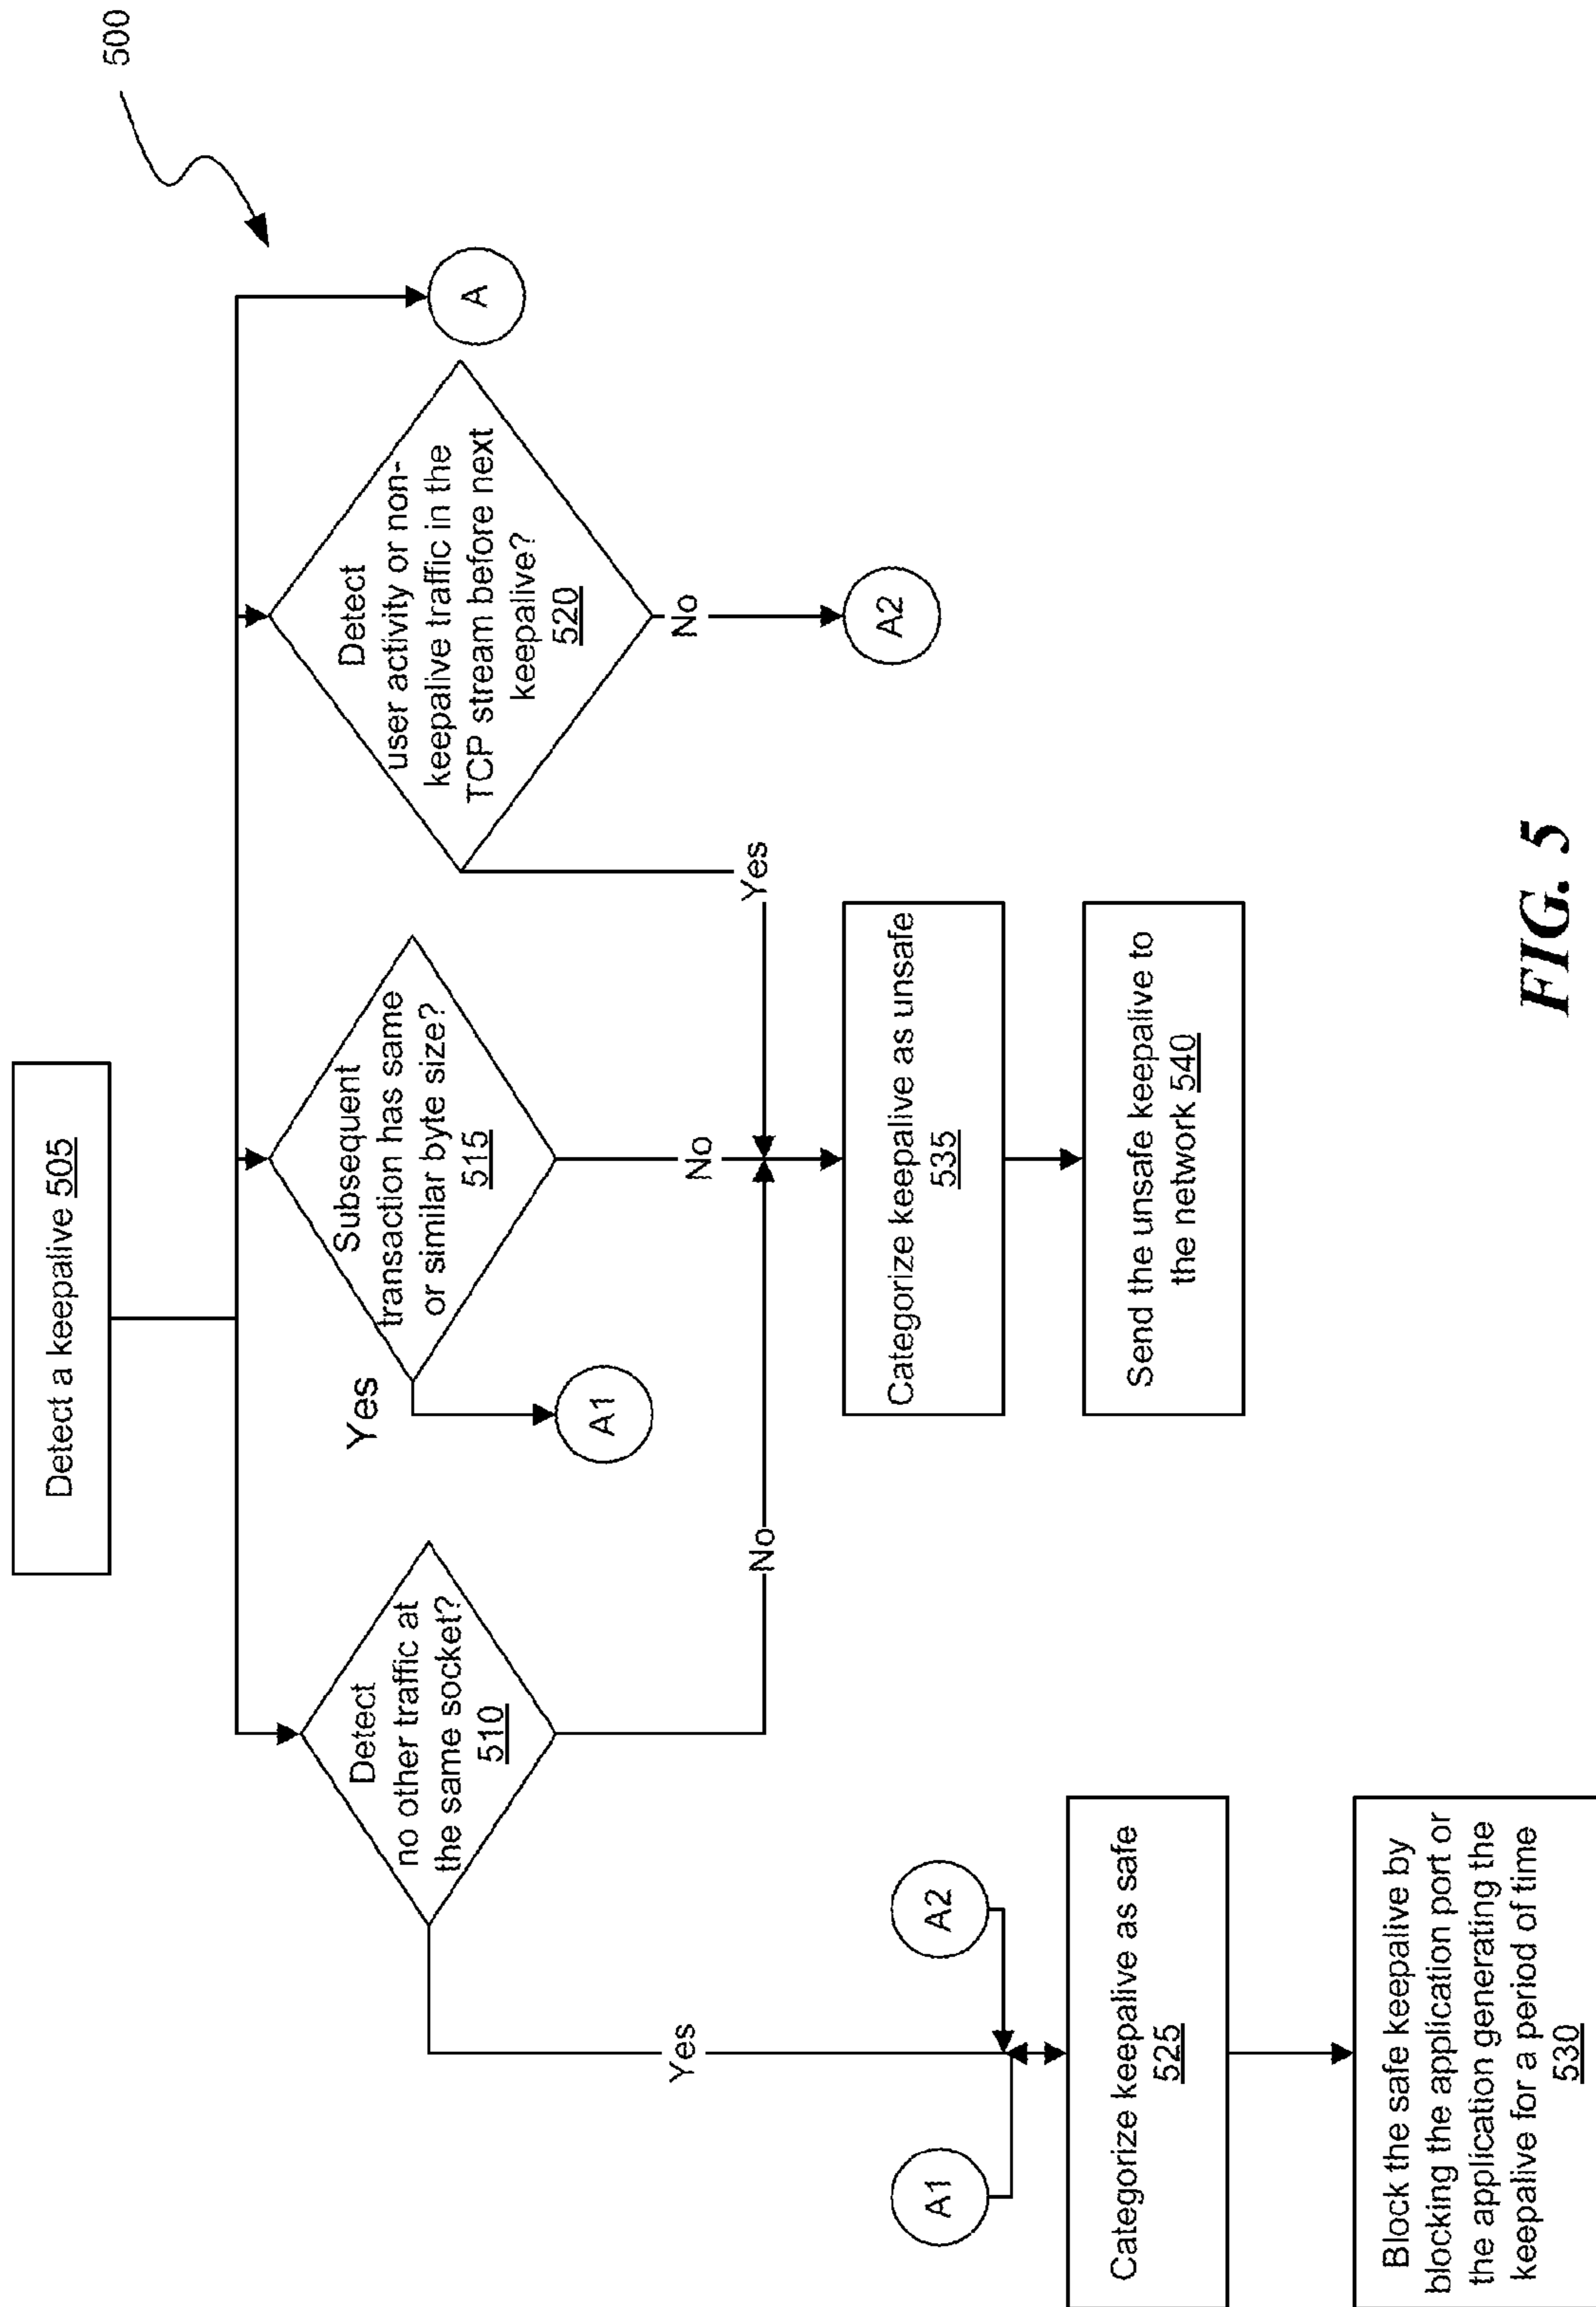 500
Detect a keepalive 505
Detect
no other traffic at
the same socket?
510
Subsequent
transaction has same
or similar byte size?
515
Detect
user activity or non-
keepalive traffic in the
TCP stream before next
keepalive?
520
A
Yes
A1
No
No
Yes
No
A2
Yes
A1
A2
Categorize keepalive as safe
525
Categorize keepalive as unsafe
535
Block the safe keepalive by
blocking the application port or
the application generating the
keepalive for a period of time
530
Send the unsafe keepalive to
the network 540
FIG. 5